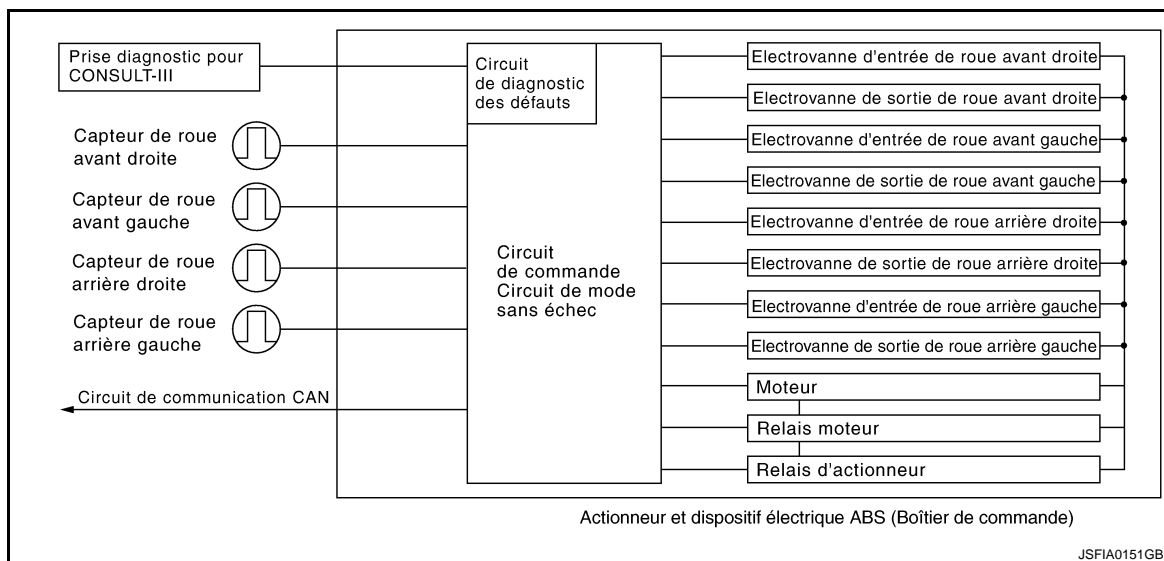 Prise diagnostic pour
CONSULT-III
Capteur de roue
avant droite
Capteur de roue
avant gauche
Capteur de roue
arrière droite
Capteur de roue
arrière gauche
Circuit de communication CAN
Circuit
de diagnostic
des défauts
Circuit
de commande
Circuit de mode
sans échec
Electrovanne d'entrée de roue avant droite
Electrovanne de sortie de roue avant droite
Electrovanne d'entrée de roue avant gauche
Electrovanne de sortie de roue avant gauche
Electrovanne d'entrée de roue arrière droite
Electrovanne de sortie de roue arrière droite
Electrovanne d'entrée de roue arrière gauche
Electrovanne de sortie de roue arrière gauche
Moteur
Relais moteur
Relais d'actionneur
Actionneur et dispositif électrique ABS (Boîtier de commande)
JSFIA0151GB